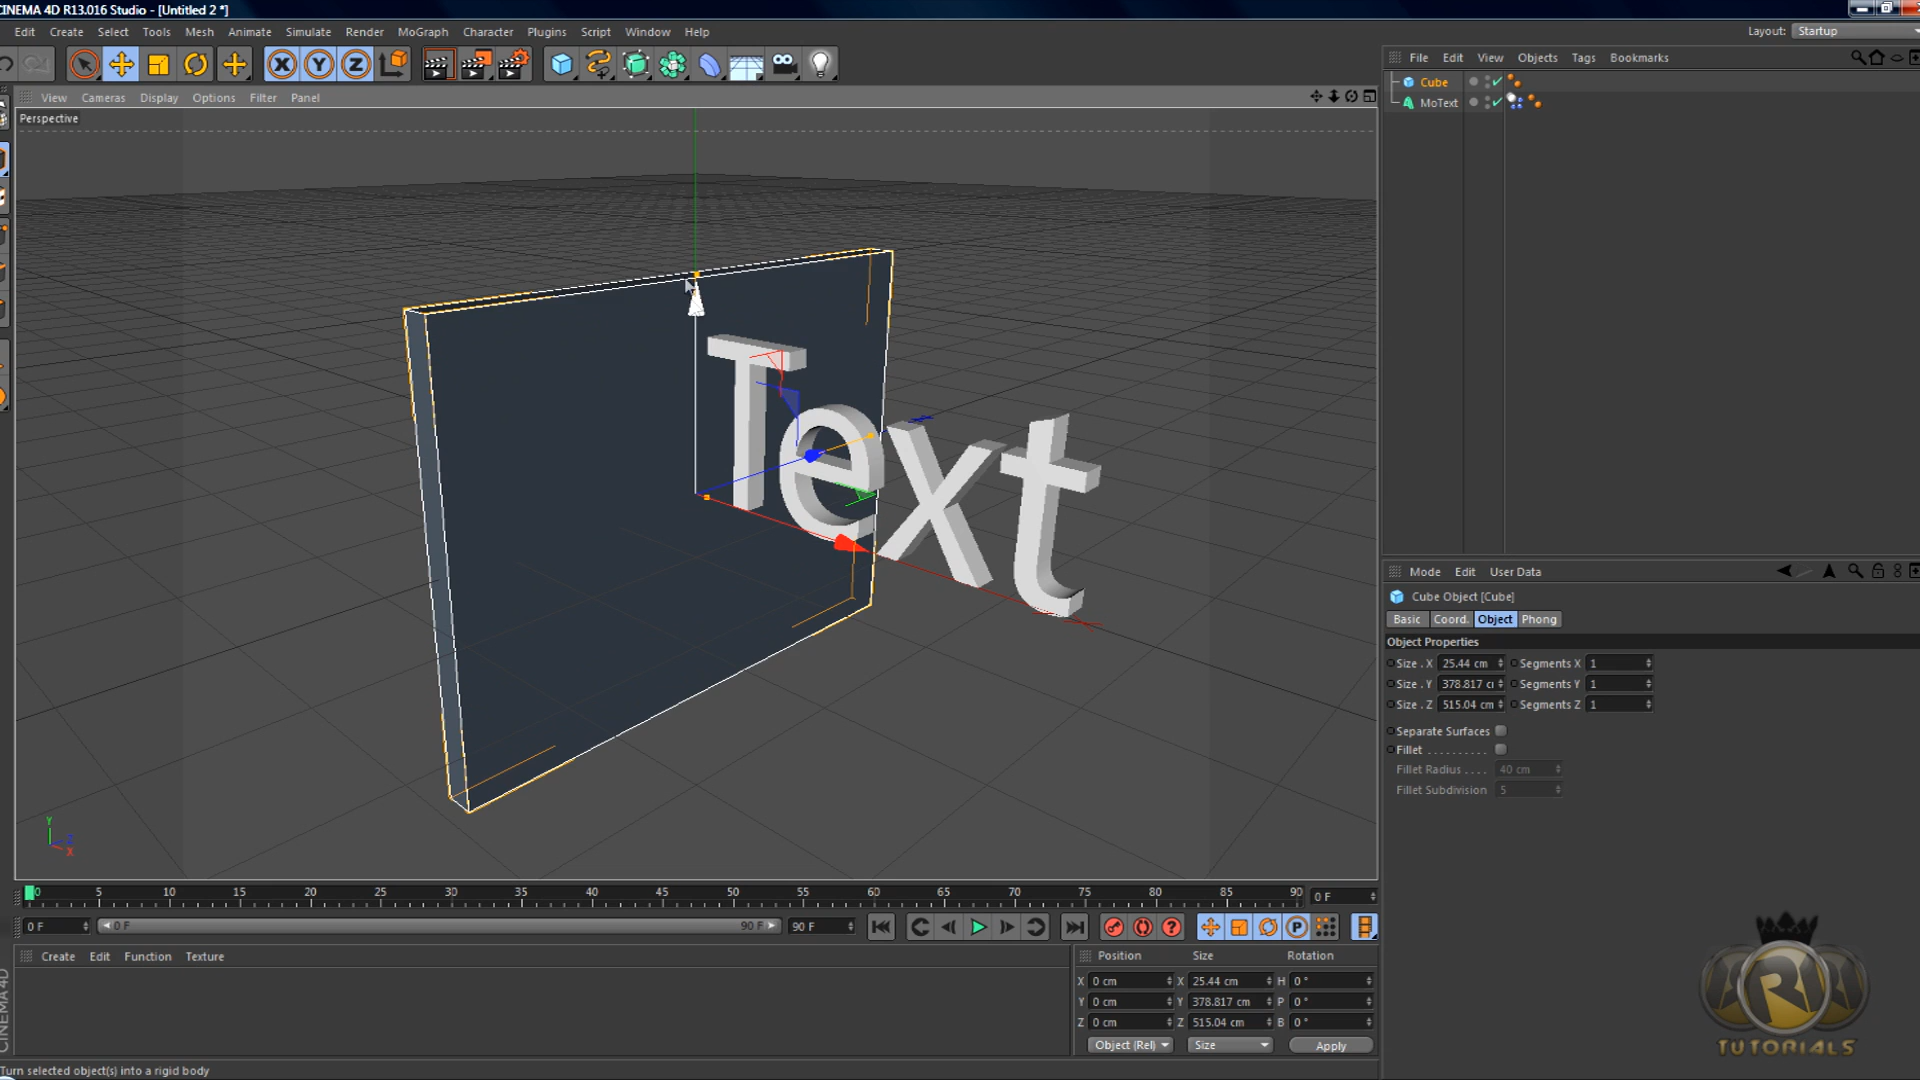 CINEMA 4D R13.016 Studio - [Untitled 2 *]
Edit Create Select Tools Mesh Animate Simulate Render MoGraph Character Plugins Script Window Help
Layout: Startup
X Y Z
View Cameras Display Options Filter Panel
Perspective
Text
Y
Z
X
File Edit View Objects Tags Bookmarks
Cube
MoText
Mode Edit User Data
Cube Object [Cube]
Basic Coord. Object Phong
Object Properties
Size . X 25.44 cm Segments X 1
Size . Y 378.817 c Segments Y 1
Size . Z 515.04 cm Segments Z 1
Separate Surfaces
Fillet . . . . . . . . . .
Fillet Radius . . . . 40 cm
Fillet Subdivision 5
0 5 10 15 20 25 30 35 40 45 50 55 60 65 70 75 80 85 90 0 F
0 F 0 F 90 F 90 F
? P
Create Edit Function Texture
Position Size Rotation
X 0 cm X 25.44 cm H 0 °
Y 0 cm Y 378.817 cm P 0 °
Z 0 cm Z 515.04 cm B 0 °
Object (Rel) Size Apply
CINEMA 4D
Turn selected object(s) into a rigid body
R
TUTORIALS